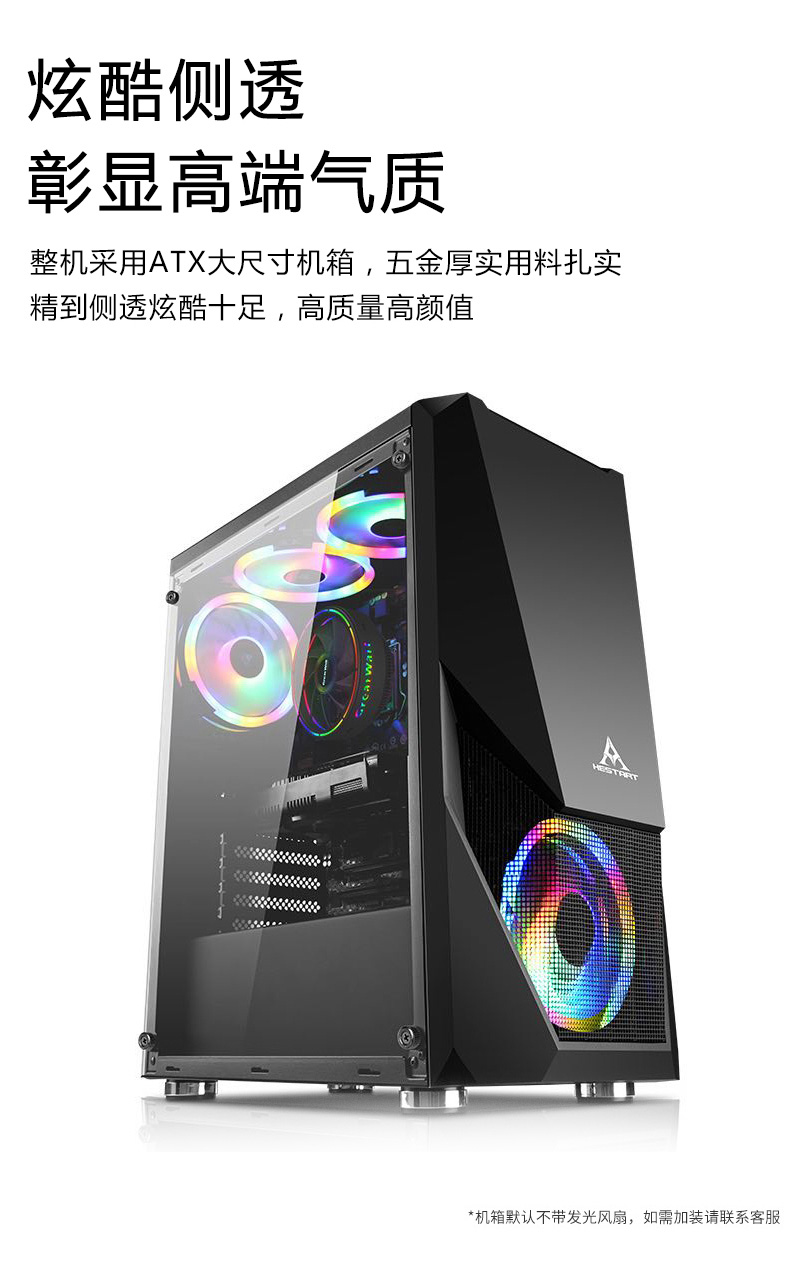 炫酷侧透
彰显高端气质
整机采用ATX大尺寸机箱，五金厚实用料扎实
精到侧透炫酷十足，高质量高颜值
GreatWall
HESTART
*机箱默认不带发光风扇，如需加装请联系客服